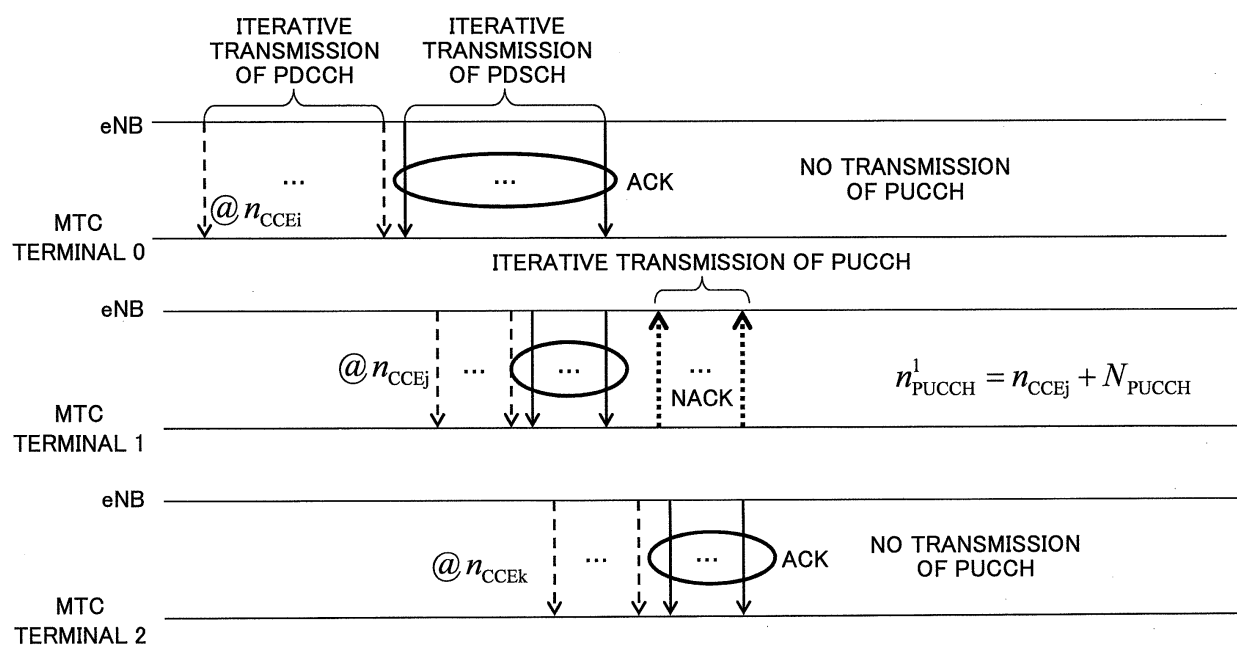 ITERATIVE
TRANSMISSION
OF PDCCH
ITERATIVE
TRANSMISSION
OF PDSCH
eNB
@ n_CCEi
...
...
ACK
NO TRANSMISSION
OF PUCCH
MTC
TERMINAL 0
ITERATIVE TRANSMISSION OF PUCCH
eNB
@ n_CCEj
...
...
...
NACK
n^1_PUCCH = n_CCEj + N_PUCCH
MTC
TERMINAL 1
eNB
@ n_CCEk
...
...
ACK
NO TRANSMISSION
OF PUCCH
MTC
TERMINAL 2